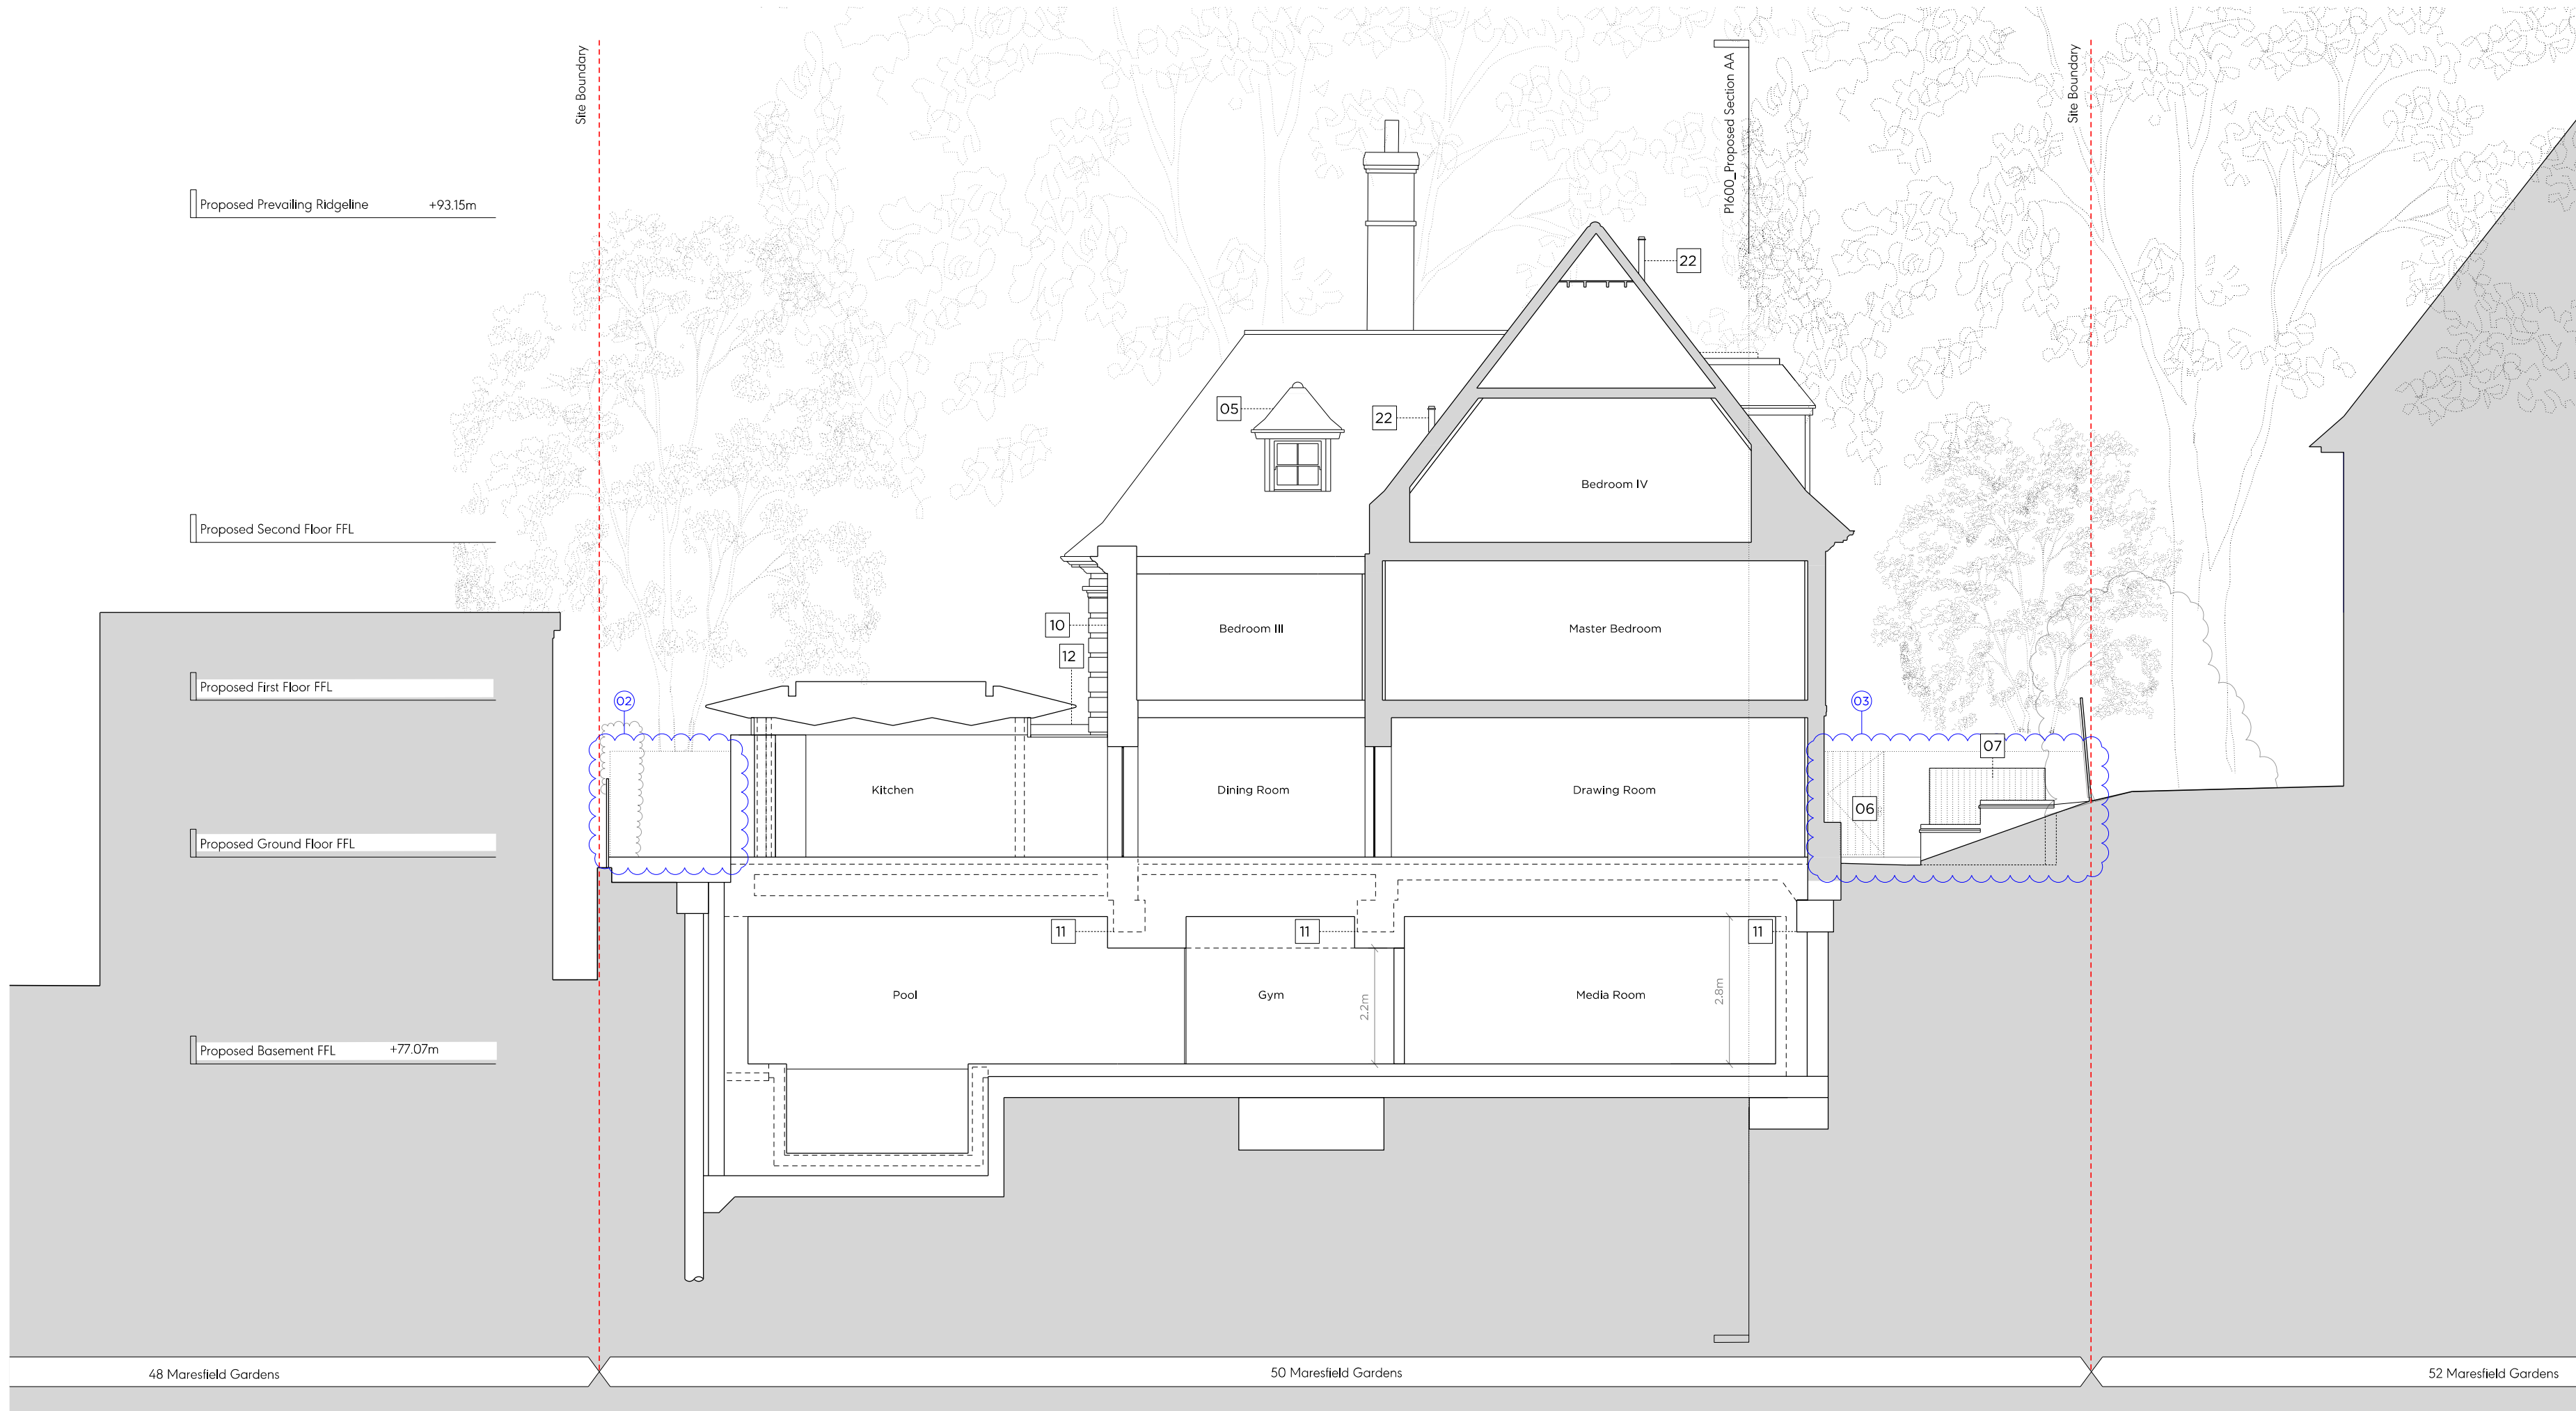 Site Boundary
P1600_Proposed Section AA
Site Boundary
Proposed Prevailing Ridgeline +93.15m
22
05
22
Bedroom IV
Proposed Second Floor FFL
10
Bedroom III
Master Bedroom
12
Proposed First Floor FFL
02
03
07
Kitchen
Dining Room
Drawing Room
06
Proposed Ground Floor FFL
11
11
11
Pool
Gym
2.2m
Media Room
2.8m
Proposed Basement FFL +77.07m
48 Maresfield Gardens
50 Maresfield Gardens
52 Maresfield Gardens